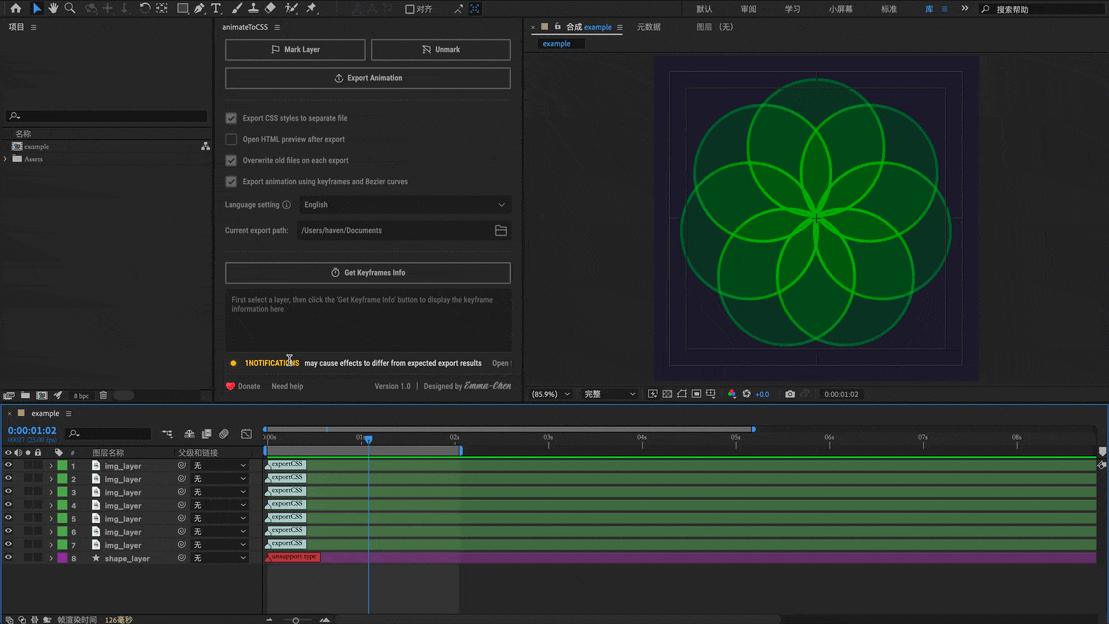 对齐
默认
审阅
学习
小屏幕
库
标准
搜索帮助
项目
名称
example
Assets
8 bpc
animateToCSS
Mark Layer
Unmark
Export Animation
Export CSS styles to separate file
Open HTML preview after export
Overwrite old files on each export
Export animation using keyframes and Bezier curves
Language setting
English
Current export path:
/Users/haven/Documents
Get Keyframes Info
First select a layer, then click the 'Get Keyframe Info' button to display the keyframe
information here
1NOTIFICATIONS may cause effects to differ from expected export results
Open
Donate
Need help
Version 1.0
Designed by Emma-Chen
合成 example
元数据
图层 （无）
example
(85.9%)
完整
+0.0
0:00:01:02
example
0:00:01:02
00027 (25.00 fps)
:00s
02s
03s
04s
05s
06s
07s
08s
#
图层名称
父级和链接
1 img_layer 无 exportCSS
2 img_layer 无 exportCSS
3 img_layer 无 exportCSS
4 img_layer 无 exportCSS
5 img_layer 无 exportCSS
6 img_layer 无 exportCSS
7 img_layer 无 exportCSS
8 shape_layer 无 unsupport type
帧渲染时间 126毫秒